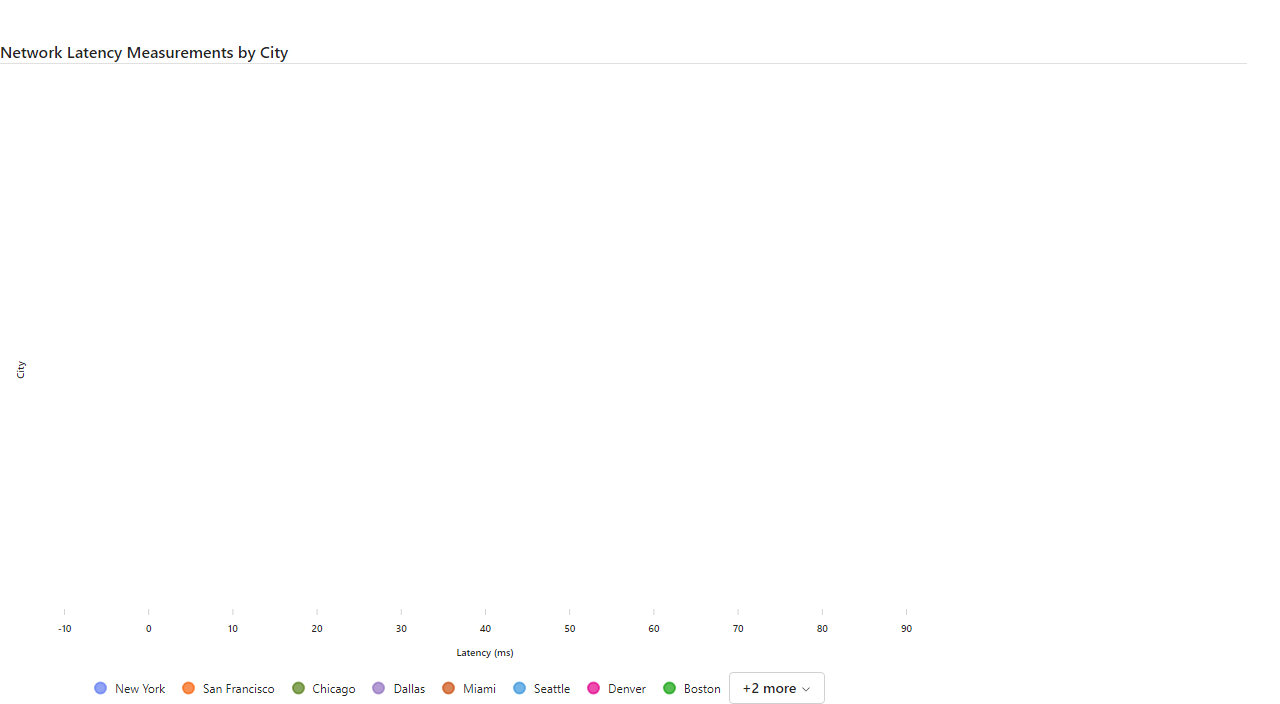 Network Latency Measurements by City
City
-10 0 10 20 30 40 50 60 70 80 90
Latency (ms)
New York San Francisco Chicago Dallas Miami Seattle Denver Boston +2 more